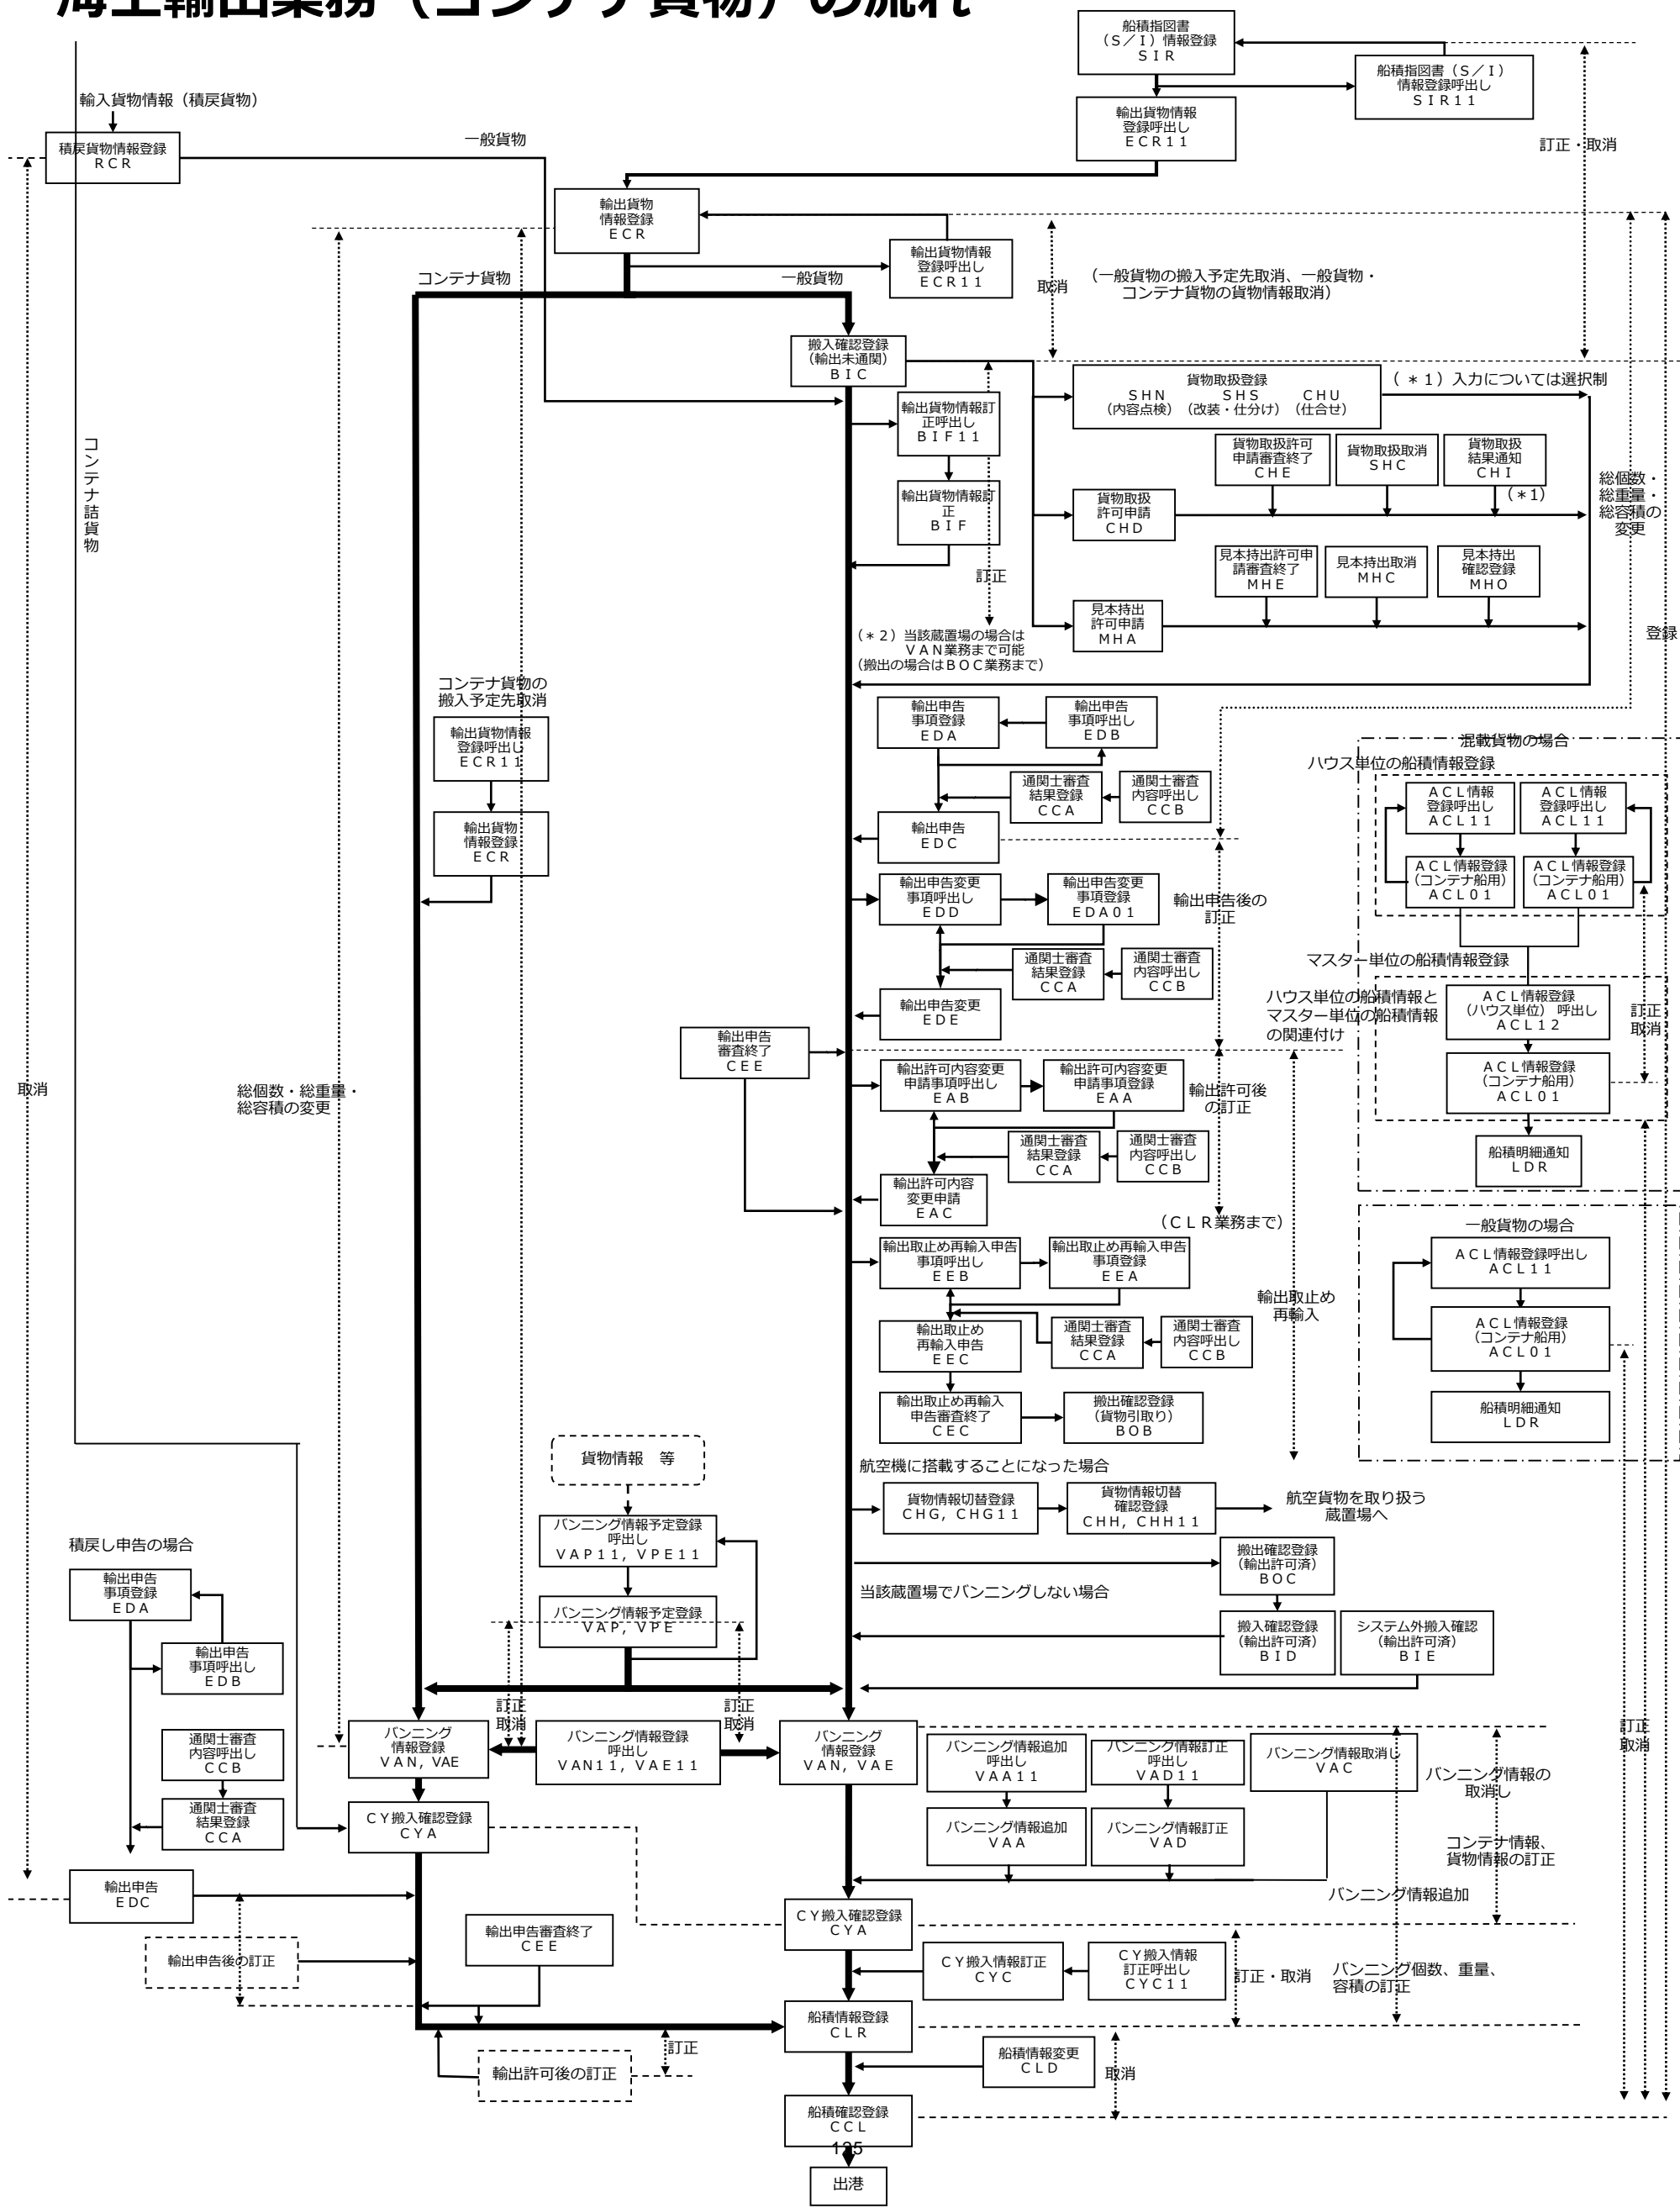 海上輸出業務（コンテナ貨物）の流れ
船積指図書
（Ｓ／Ｉ）情報登録
ＳＩＲ
船積指図書（Ｓ／Ｉ）
情報登録呼出し
ＳＩＲ１１
輸出貨物情報
登録呼出し
ＥＣＲ１１
訂正・取消
輸入貨物情報（積戻貨物）
積戻貨物情報登録
ＲＣＲ
一般貨物
輸出貨物
情報登録
ＥＣＲ
輸出貨物情報
登録呼出し
ＥＣＲ１１
コンテナ貨物
一般貨物
取消
（一般貨物の搬入予定先取消、一般貨物・
コンテナ貨物の貨物情報取消）
搬入確認登録
（輸出未通関）
ＢＩＣ
貨物取扱登録
ＳＨＮ ＳＨＳ ＣＨＵ
（内容点検）（改装・仕分け）（仕合せ）
（＊１）入力については選択制
輸出貨物情報訂
正呼出し
ＢＩＦ１１
輸出貨物情報訂
正
ＢＩＦ
訂正
貨物取扱許可
申請審査終了
ＣＨＥ
貨物取扱取消
ＳＨＣ
貨物取扱
結果通知
ＣＨＩ
（＊１）
貨物取扱
許可申請
ＣＨＤ
総個数・
総重量・
総容積の
変更
見本持出許可申
請審査終了
ＭＨＥ
見本持出取消
ＭＨＣ
見本持出
確認登録
ＭＨＯ
見本持出
許可申請
ＭＨＡ
登録
コンテナ詰貨物
（＊２）当該蔵置場の場合は
ＶＡＮ業務まで可能
（搬出の場合はＢＯＣ業務まで）
コンテナ貨物の
搬入予定先取消
輸出貨物情報
登録呼出し
ＥＣＲ１１
輸出貨物
情報登録
ＥＣＲ
輸出申告
事項登録
ＥＤＡ
輸出申告
事項呼出し
ＥＤＢ
通関士審査
結果登録
ＣＣＡ
通関士審査
内容呼出し
ＣＣＢ
輸出申告
ＥＤＣ
輸出申告変更
事項呼出し
ＥＤＤ
輸出申告変更
事項登録
ＥＤＡ０１
輸出申告後の
訂正
通関士審査
結果登録
ＣＣＡ
通関士審査
内容呼出し
ＣＣＢ
輸出申告変更
ＥＤＥ
混載貨物の場合
ハウス単位の船積情報登録
ＡＣＬ情報
登録呼出し
ＡＣＬ１１
ＡＣＬ情報
登録呼出し
ＡＣＬ１１
ＡＣＬ情報登録
（コンテナ船用）
ＡＣＬ０１
ＡＣＬ情報登録
（コンテナ船用）
ＡＣＬ０１
マスター単位の船積情報登録
ハウス単位の船積情報と
マスター単位の船積情報
の関連付け
ＡＣＬ情報登録
（ハウス単位） 呼出し
ＡＣＬ１２
ＡＣＬ情報登録
（コンテナ船用）
ＡＣＬ０１
訂正
取消
船積明細通知
ＬＤＲ
輸出申告
審査終了
ＣＥＥ
輸出許可内容変更
申請事項呼出し
ＥＡＢ
輸出許可内容変更
申請事項登録
ＥＡＡ
輸出許可後
の訂正
通関士審査
結果登録
ＣＣＡ
通関士審査
内容呼出し
ＣＣＢ
輸出許可内容
変更申請
ＥＡＣ
（ＣＬＲ業務まで）
取消
総個数・総重量・
総容積の変更
輸出取止め再輸入申告
事項呼出し
ＥＥＢ
輸出取止め再輸入申告
事項登録
ＥＥＡ
輸出取止め
再輸入
輸出取止め
再輸入申告
ＥＥＣ
通関士審査
結果登録
ＣＣＡ
通関士審査
内容呼出し
ＣＣＢ
輸出取止め再輸入
申告審査終了
ＣＥＣ
搬出確認登録
（貨物引取り）
ＢＯＢ
一般貨物の場合
ＡＣＬ情報登録呼出し
ＡＣＬ１１
ＡＣＬ情報登録
（コンテナ船用）
ＡＣＬ０１
船積明細通知
ＬＤＲ
貨物情報　等
航空機に搭載することになった場合
貨物情報切替登録
ＣＨＧ，ＣＨＧ１１
貨物情報切替
確認登録
ＣＨＨ，ＣＨＨ１１
航空貨物を取り扱う
蔵置場へ
バンニング情報予定登録
呼出し
ＶＡＰ１１，ＶＰＥ１１
バンニング情報予定登録
ＶＡＰ，ＶＰＥ
当該蔵置場でバンニングしない場合
搬出確認登録
（輸出許可済）
ＢＯＣ
搬入確認登録
（輸出許可済）
ＢＩＤ
システム外搬入確認
（輸出許可済）
ＢＩＥ
積戻し申告の場合
輸出申告
事項登録
ＥＤＡ
輸出申告
事項呼出し
ＥＤＢ
通関士審査
内容呼出し
ＣＣＢ
通関士審査
結果登録
ＣＣＡ
輸出申告
ＥＤＣ
輸出申告後の訂正
訂正
取消
訂正
取消
訂正
取消
バンニング
情報登録
ＶＡＮ，ＶＡＥ
バンニング情報登録
呼出し
ＶＡＮ１１，ＶＡＥ１１
バンニング
情報登録
ＶＡＮ，ＶＡＥ
バンニング情報追加
呼出し
ＶＡＡ１１
バンニング情報訂正
呼出し
ＶＡＤ１１
バンニング情報取消し
ＶＡＣ
バンニング情報の
取消し
ＣＹ搬入確認登録
ＣＹＡ
バンニング情報追加
ＶＡＡ
バンニング情報訂正
ＶＡＤ
コンテナ情報、
貨物情報の訂正
バンニング情報追加
輸出申告審査終了
ＣＥＥ
ＣＹ搬入確認登録
ＣＹＡ
ＣＹ搬入情報訂正
ＣＹＣ
ＣＹ搬入情報
訂正呼出し
ＣＹＣ１１
訂正・取消
バンニング個数、重量、
容積の訂正
船積情報登録
ＣＬＲ
訂正
輸出許可後の訂正
船積情報変更
ＣＬＤ
取消
船積確認登録
ＣＣＬ
125
出港